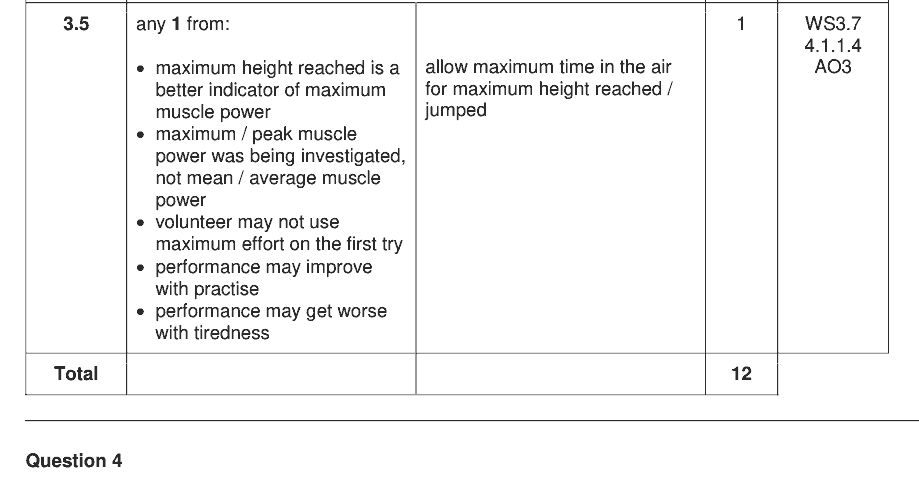 3.5
any 1 from:
1
WS3.7
4.1.1.4
AO3
• maximum height reached is a
better indicator of maximum
muscle power
• maximum / peak muscle
power was being investigated,
not mean / average muscle
power
• volunteer may not use
maximum effort on the first try
• performance may improve
with practise
• performance may get worse
with tiredness
allow maximum time in the air
for maximum height reached /
jumped
Total
12
Question 4